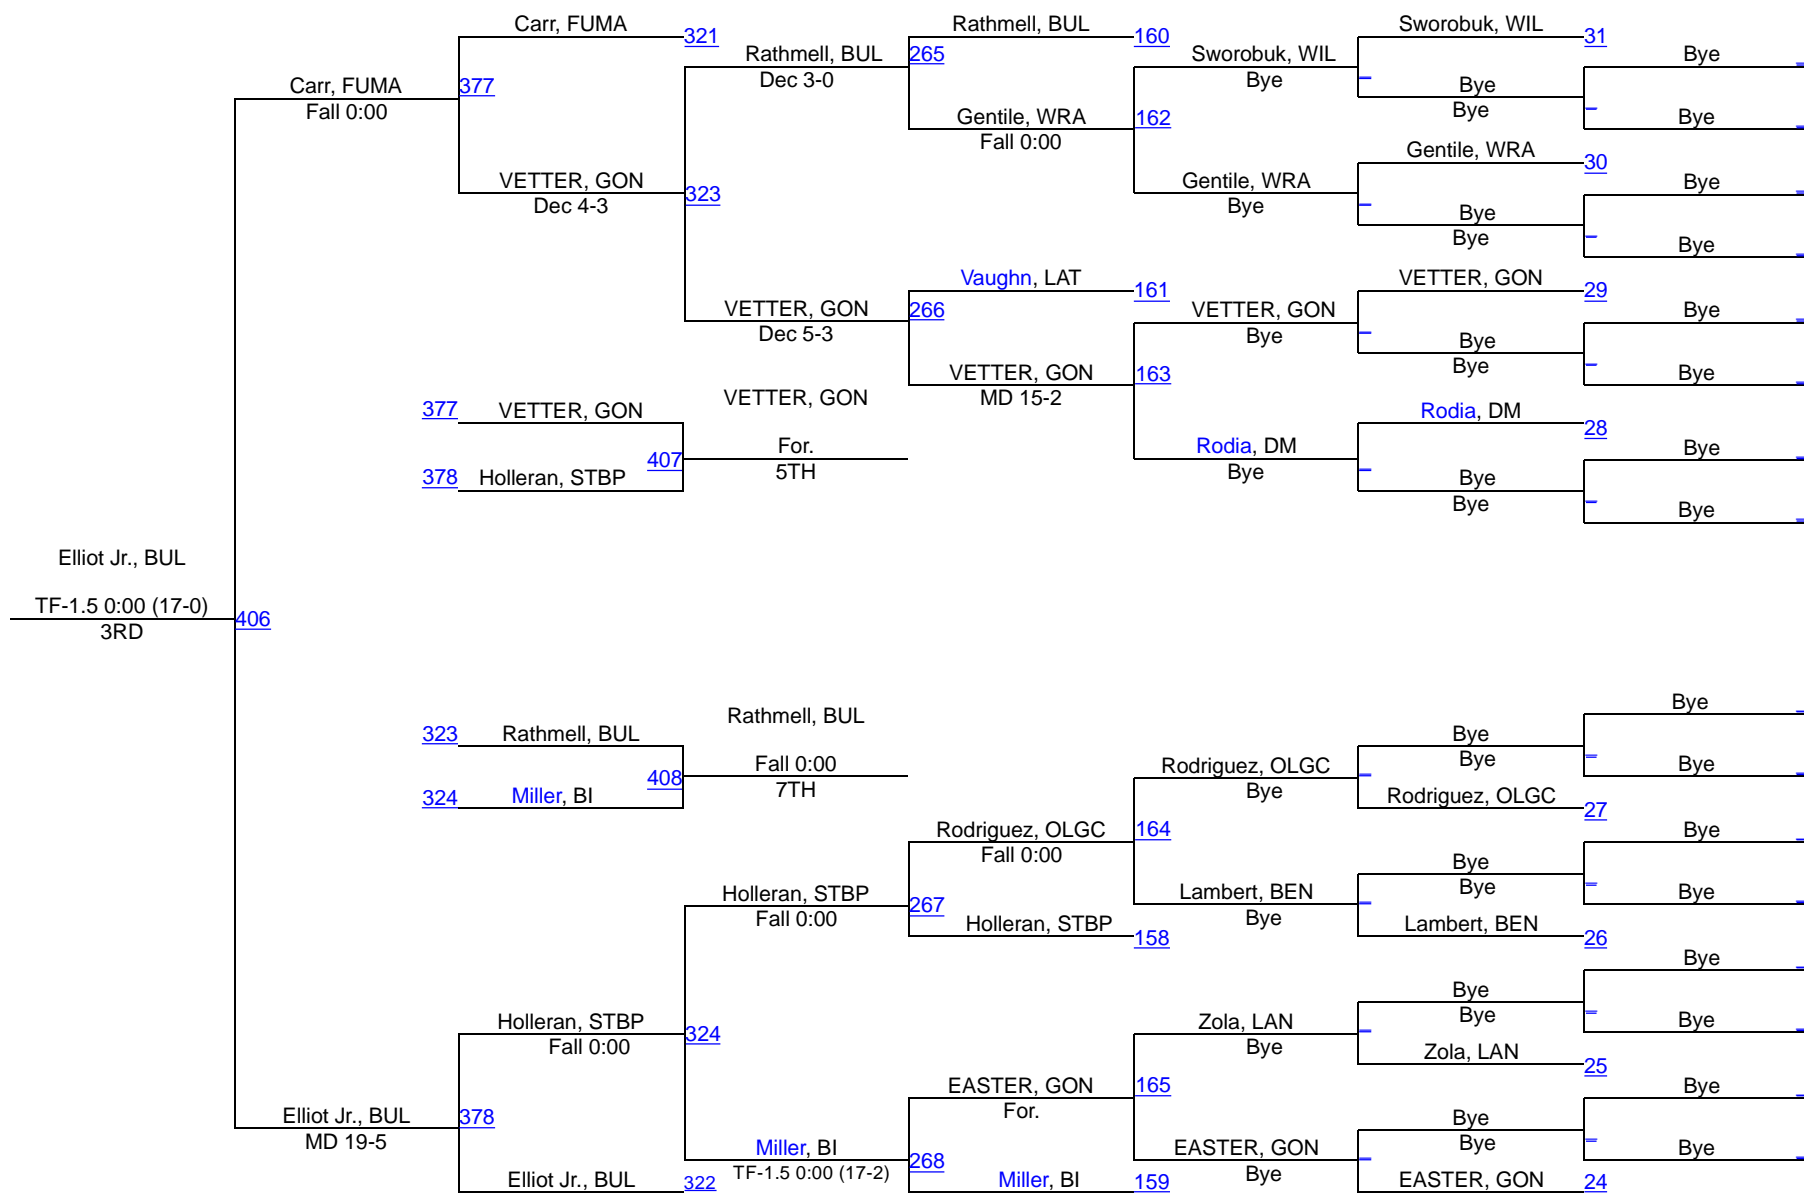 Carr, FUMA
321
Rathmell, BUL
160
Sworobuk, WIL
31
Rathmell, BUL
265
Sworobuk, WIL
Bye
Dec 3-0
Bye
Carr, FUMA
377
Bye
Fall 0:00
Bye
Gentile, WRA
162
Bye
Fall 0:00
Gentile, WRA
30
VETTER, GON
Gentile, WRA
Bye
Dec 4-3
323
Bye
Bye
Bye
Bye
Vaughn, LAT
161
VETTER, GON
29
VETTER, GON
266
VETTER, GON
Bye
Dec 5-3
Bye
Bye
Bye
VETTER, GON
163
Bye
MD 15-2
377
VETTER, GON
VETTER, GON
Rodia, DM
28
For.
Rodia, DM
Bye
407
5TH
Bye
378
Holleran, STBP
Bye
Bye
Bye
Elliot Jr., BUL
TF-1.5 0:00 (17-0)
406
3RD
Rathmell, BUL
Bye
323
Rathmell, BUL
Bye
Fall 0:00
Rodriguez, OLGC
Bye
Bye
408
7TH
Bye
324
Miller, BI
Rodriguez, OLGC
27
Rodriguez, OLGC
164
Bye
Fall 0:00
Bye
Holleran, STBP
Lambert, BEN
Bye
Bye
Fall 0:00
267
Bye
Holleran, STBP
158
Lambert, BEN
26
Bye
Bye
Holleran, STBP
324
Zola, LAN
Bye
Bye
Fall 0:00
Bye
Zola, LAN
25
EASTER, GON
165
Bye
For.
Elliot Jr., BUL
378
Bye
MD 19-5
Bye
Bye
Miller, BI
EASTER, GON
TF-1.5 0:00 (17-2)
268
Bye
Elliot Jr., BUL
322
Miller, BI
159
EASTER, GON
24